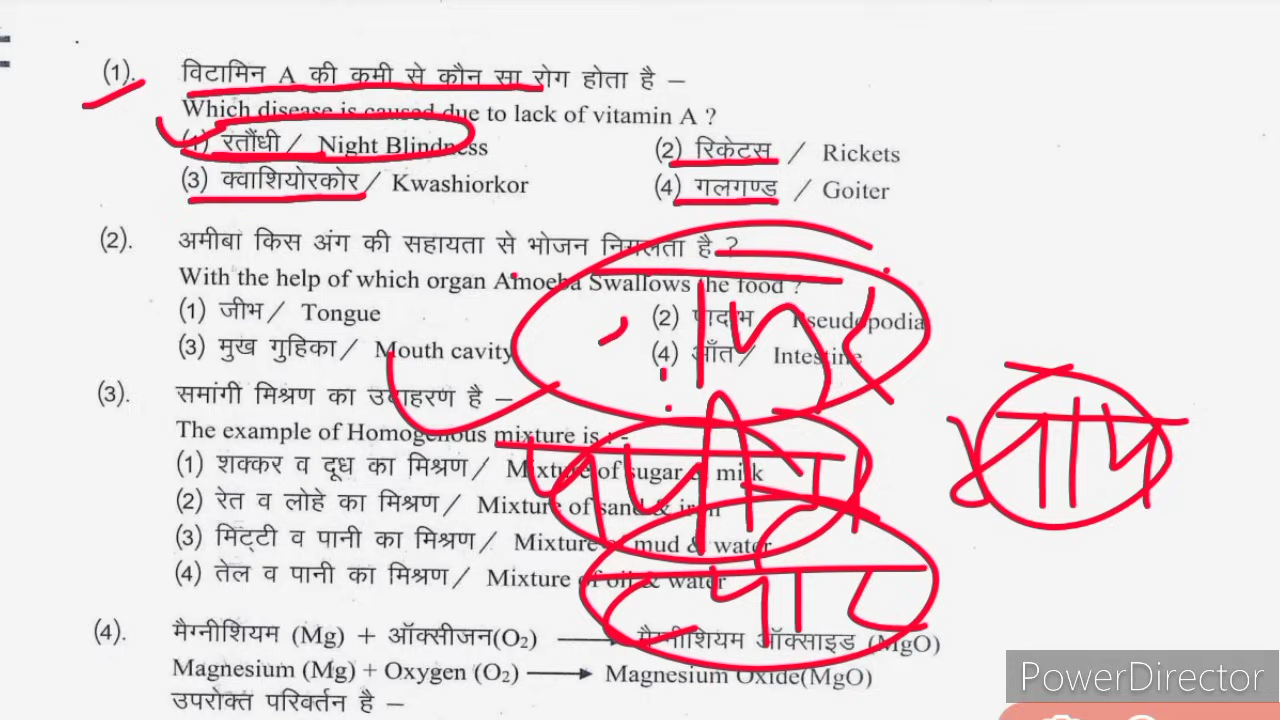 (1). विटामिन A की कमी से कौन सा रोग होता है –
Which disease is caused due to lack of vitamin A ?
(1) रतौंधी / Night Blindness (2) रिकेटस / Rickets
(3) क्वाशियोरकोर / Kwashiorkor (4) गलगण्ड / Goiter
(2). अमीबा किस अंग की सहायता से भोजन निगलता है ?
With the help of which organ Amoeba Swallows the food ?
(1) जीभ / Tongue (2) पादाभ Pseudopodia
(3) मुख गुहिका / Mouth cavity (4) आँत / Intestine
(3). समांगी मिश्रण का उदाहरण है –
The example of Homogenous mixture is : -
(1) शक्कर व दूध का मिश्रण / Mixture of sugar & milk
(2) रेत व लोहे का मिश्रण / Mixture of sand & iron
(3) मिट्टी व पानी का मिश्रण / Mixture of mud & water
(4) तेल व पानी का मिश्रण / Mixture of oil & water
(4). मैग्नीशियम (Mg) + ऑक्सीजन(O₂) ⟶ मैग्नीशियम ऑक्साइड (MgO)
Magnesium (Mg) + Oxygen (O₂) ⟶ Magnesium Oxide(MgO)
उपरोक्त परिवर्तन है –
PowerDirector